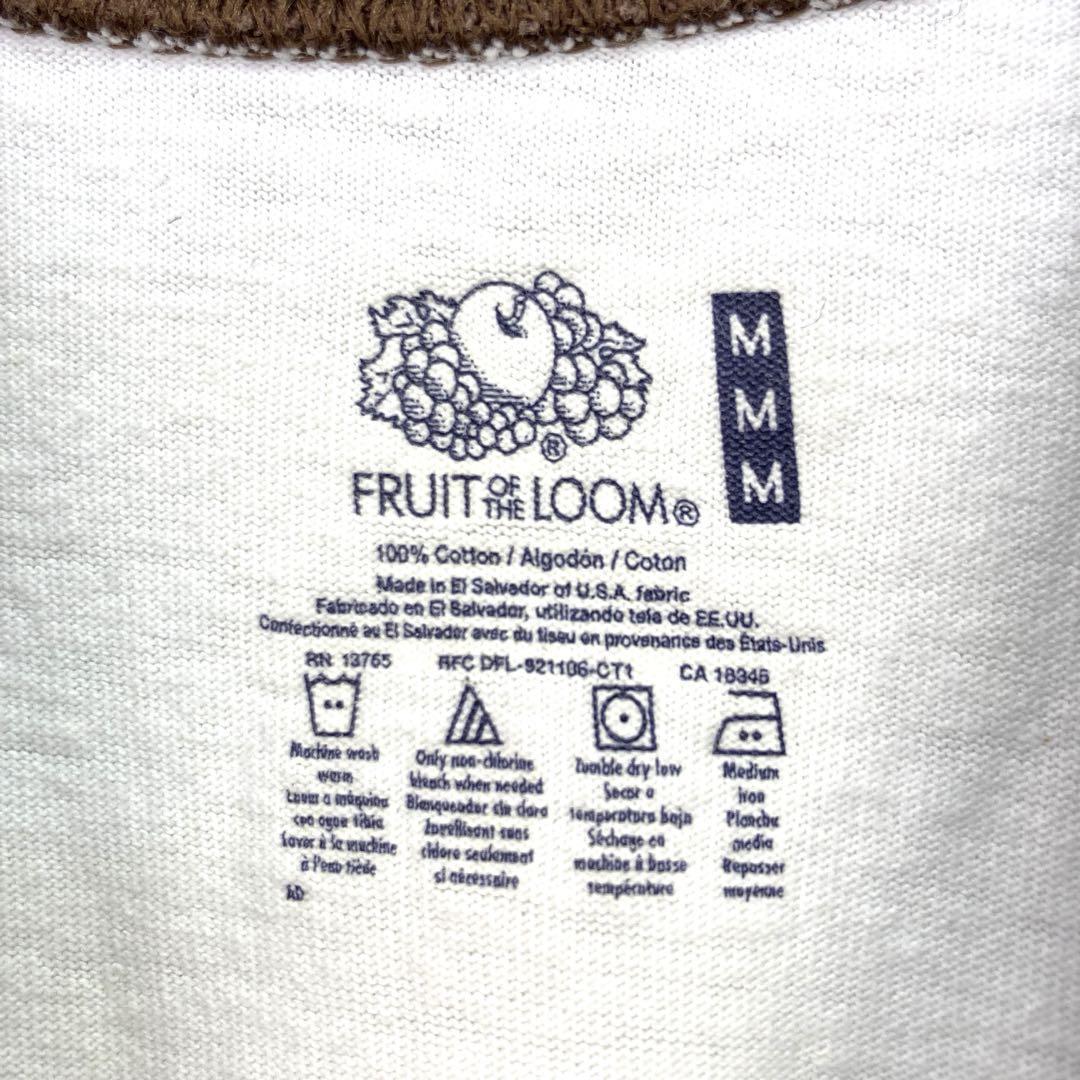 FRUIT OF THE LOOM®
®
M
M
M
100% Cotton / Algodón / Coton
Made in El Salvador of U.S.A. fabric
Fabricado en El Salvador, utilizando tela de EE.UU.
Confectionné au El Salvador avec du tissu en provenance des États-Unis
RN 13765 RFC DFL-921106-CT1 CA 18346
Machine wash
warm
Lavar a máquina
con agua tibia
Laver à la machine
à l'eau tiède
Only non-chlorine
bleach when needed
Blanqueador sin cloro
Javellisant sans
chlore seulement
si nécessaire
Tumble dry low
Secar a
temperatura baja
Séchage en
machine à basse
température
Medium
iron
Plancha
media
Repasser
moyenne